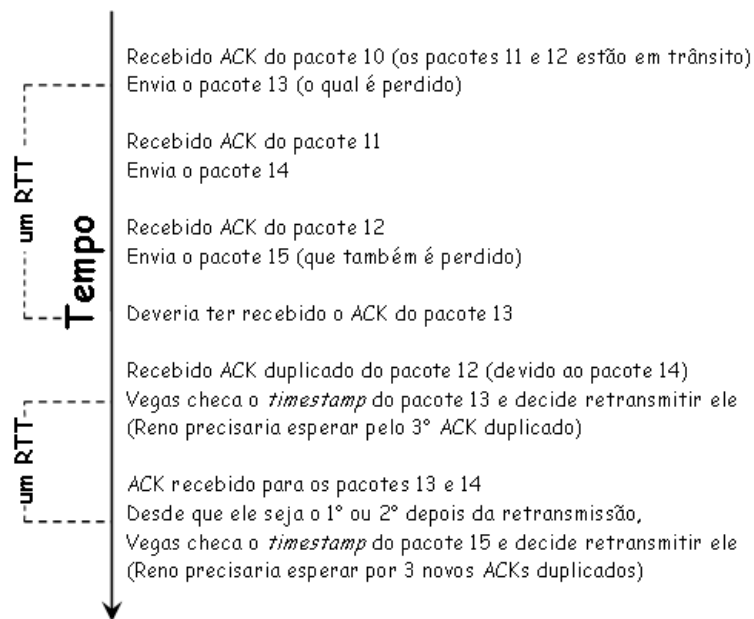 Recebido ACK do pacote 10 (os pacotes 11 e 12 estão em trânsito)
Envia o pacote 13 (o qual é perdido)
um RTT
Tempo
Recebido ACK do pacote 11
Envia o pacote 14
Recebido ACK do pacote 12
Envia o pacote 15 (que também é perdido)
Deveria ter recebido o ACK do pacote 13
Recebido ACK duplicado do pacote 12 (devido ao pacote 14)
Vegas checa o timestamp do pacote 13 e decide retransmitir ele
(Reno precisaria esperar pelo 3° ACK duplicado)
um RTT
ACK recebido para os pacotes 13 e 14
Desde que ele seja o 1° ou 2° depois da retransmissão,
Vegas checa o timestamp do pacote 15 e decide retransmitir ele
(Reno precisaria esperar por 3 novos ACKs duplicados)